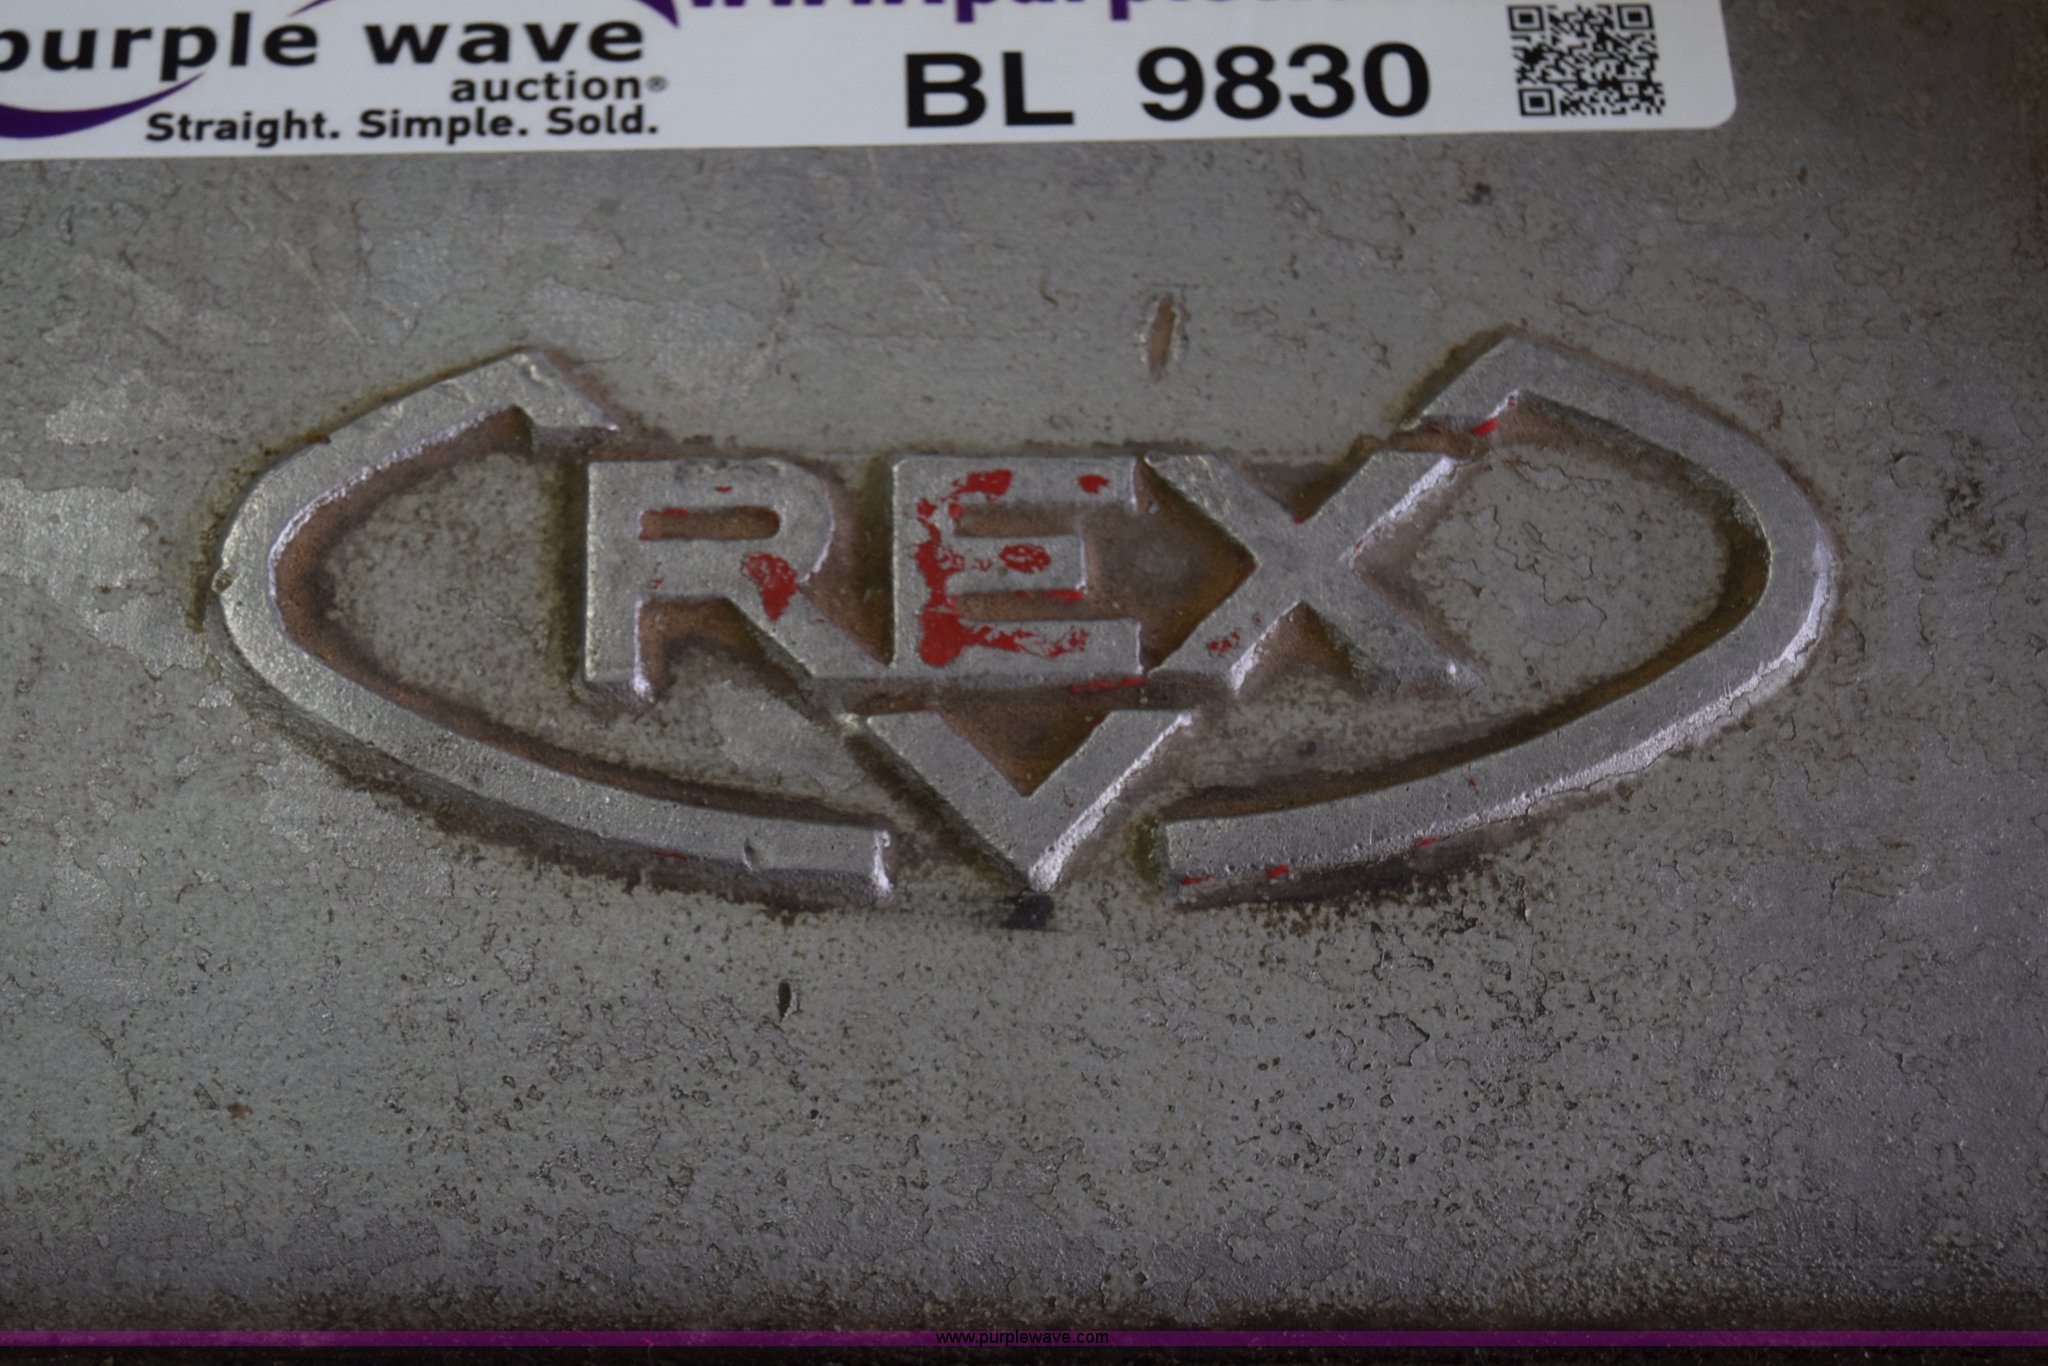 purple wave
auction®
Straight. Simple. Sold.
BL 9830
REX
www.purplewave.com